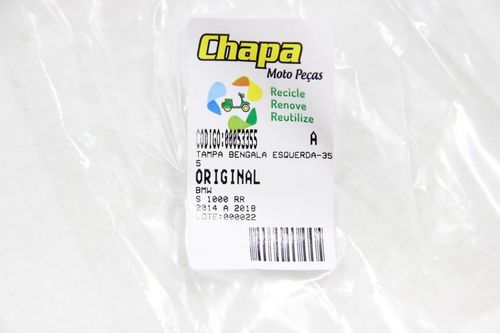 Chapa
Moto Peças
Recicle
Renove
Reutilize
CODIGO:00053355 A
TAMPA BENGALA ESQUERDA-35
5
ORIGINAL
BMW
S 1000 RR
2014 A 2018
LOTE:000022